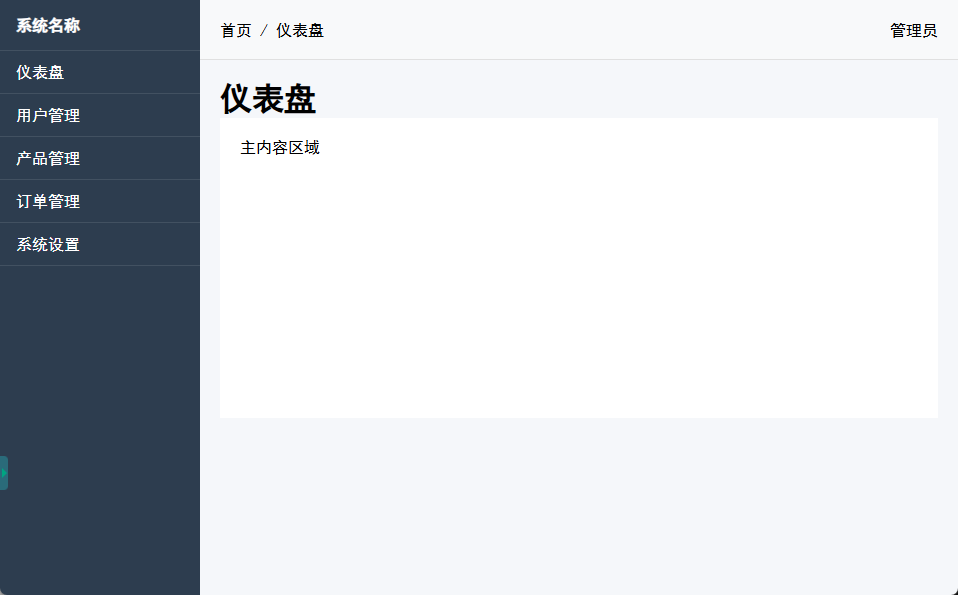 系统名称
仪表盘
用户管理
产品管理
订单管理
系统设置
首页 / 仪表盘
管理员
仪表盘
主内容区域